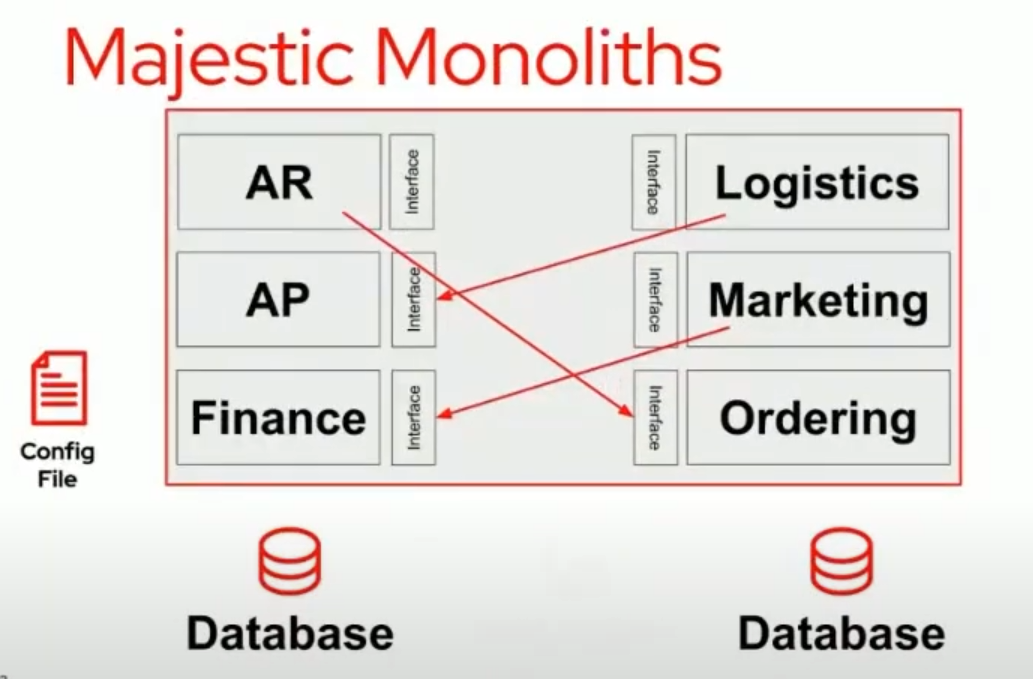 Majestic Monoliths
AR
Interface
Interface
Logistics
AP
Interface
Interface
Marketing
Finance
Interface
Interface
Ordering
Config
File
Database
Database